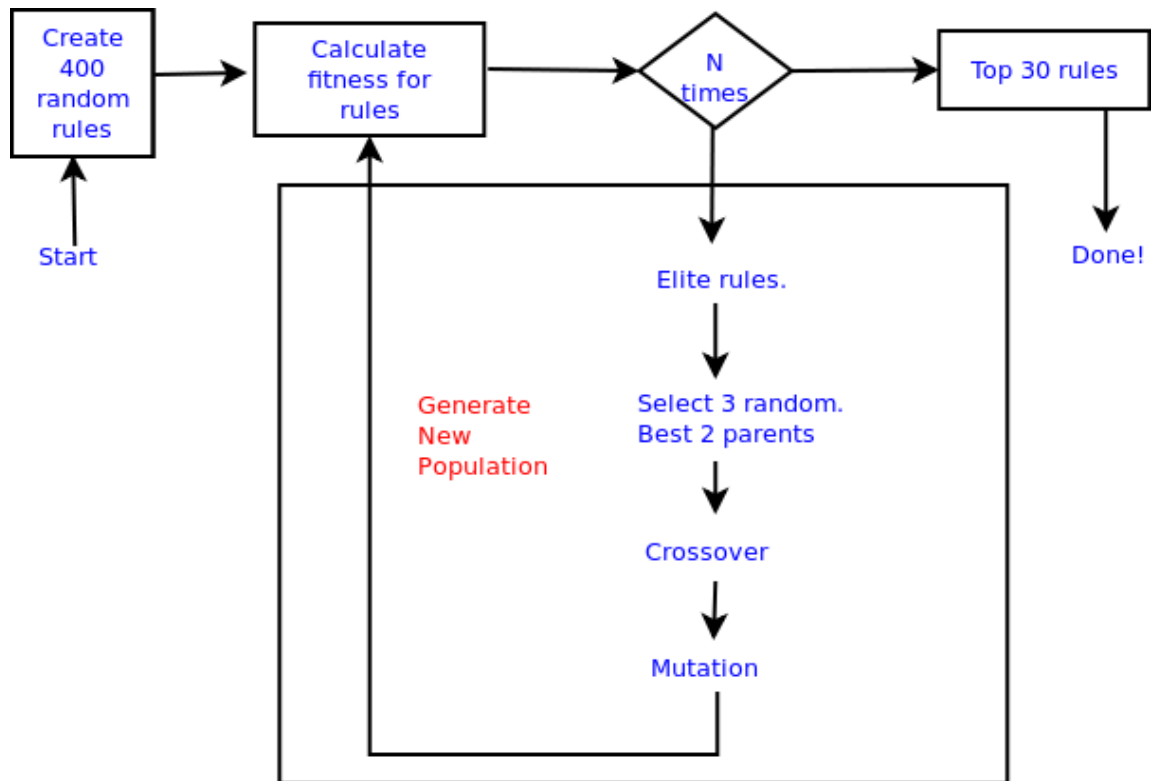 Create
400
random
rules
Calculate
fitness for
rules
N
times
Top 30 rules
Start
Done!
Elite rules.
Generate
New
Population
Select 3 random.
Best 2 parents
Crossover
Mutation